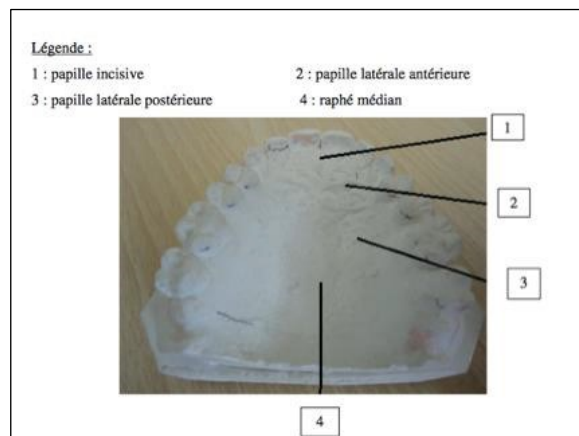 Légende :
1 : papille incisive 2 : papille latérale antérieure
3 : papille latérale postérieure 4 : raphé médian
1
2
3
4